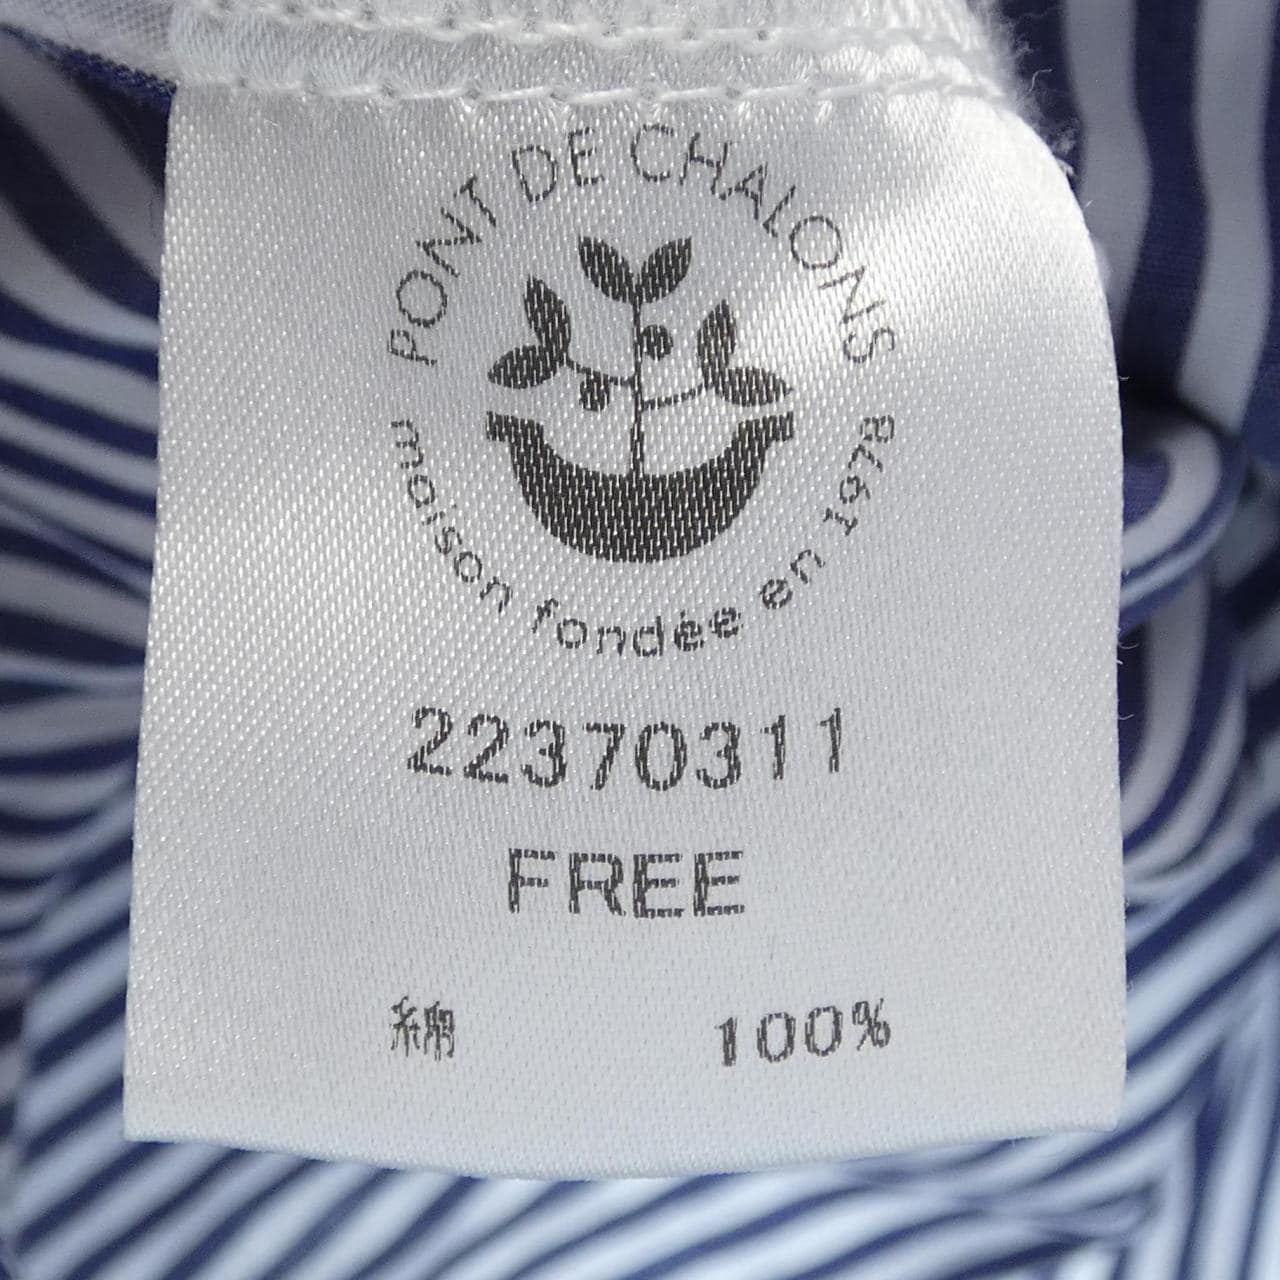 PONT DE CHALONS
maison fondée en 1978
22370311
FREE
綿 100%